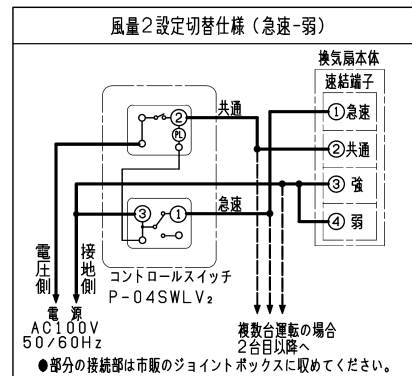 風量2設定切替仕様（急速-弱）
換気扇本体
速結端子
①急速
②共通
③強
④弱
共通
②
PL
急速
③
①
電圧側
接地側
コントロールスイッチ
P-04SWLV₂
電源
AC100V
50/60Hz
複数台運転の場合
2台目以降へ
●部分の接続部は市販のジョイントボックスに収めてください。